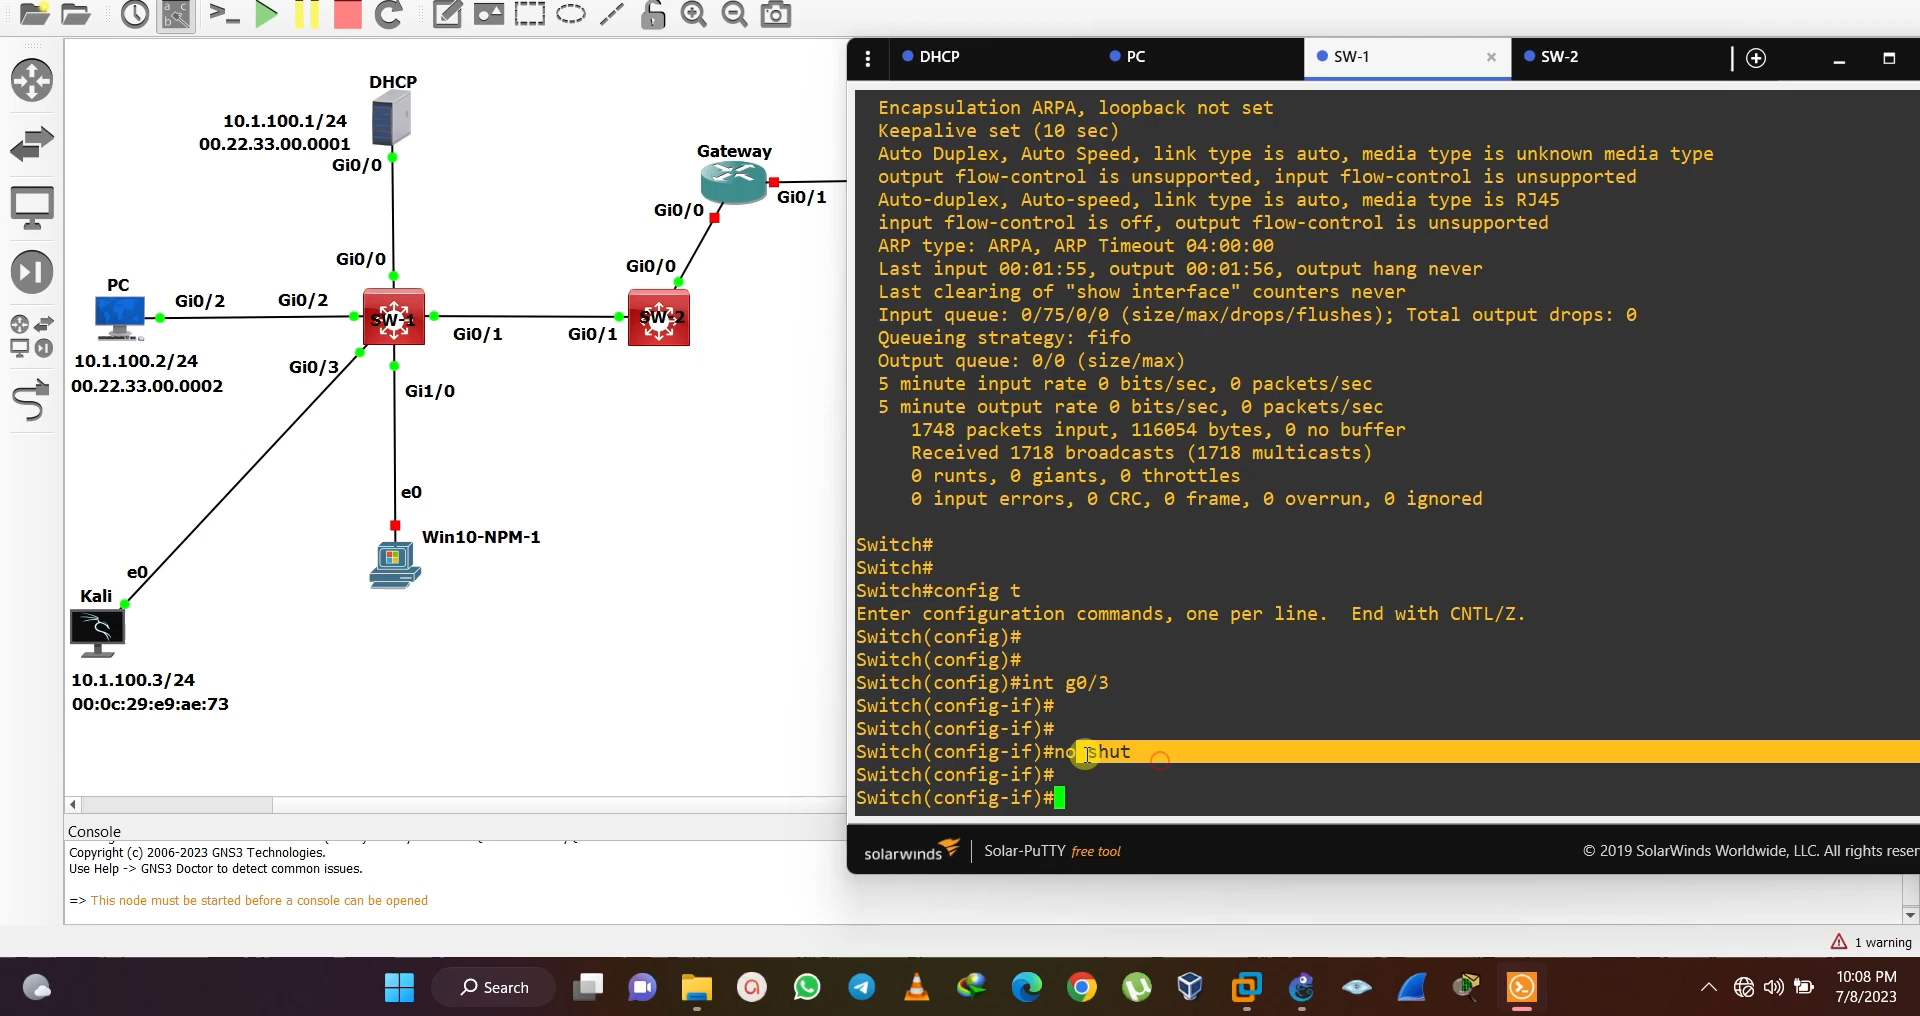 DHCP
10.1.100.1/24
00.22.33.00.0001
Gi0/0
Gateway
Gi0/1
Gi0/0
Gi0/0
Gi0/0
PC
Gi0/2
Gi0/2
SW-1
SW-2
Gi0/1
Gi0/1
10.1.100.2/24
00.22.33.00.0002
Gi0/3
Gi1/0
e0
Win10-NPM-1
e0
Kali
10.1.100.3/24
00:0c:29:e9:ae:73
Console
Copyright (c) 2006-2023 GNS3 Technologies.
Use Help -> GNS3 Doctor to detect common issues.
=> This node must be started before a console can be opened
DHCP
PC
SW-1
SW-2
Encapsulation ARPA, loopback not set
Keepalive set (10 sec)
Auto Duplex, Auto Speed, link type is auto, media type is unknown media type
output flow-control is unsupported, input flow-control is unsupported
Auto-duplex, Auto-speed, link type is auto, media type is RJ45
input flow-control is off, output flow-control is unsupported
ARP type: ARPA, ARP Timeout 04:00:00
Last input 00:01:55, output 00:01:56, output hang never
Last clearing of "show interface" counters never
Input queue: 0/75/0/0 (size/max/drops/flushes); Total output drops: 0
Queueing strategy: fifo
Output queue: 0/0 (size/max)
5 minute input rate 0 bits/sec, 0 packets/sec
5 minute output rate 0 bits/sec, 0 packets/sec
1748 packets input, 116054 bytes, 0 no buffer
Received 1718 broadcasts (1718 multicasts)
0 runts, 0 giants, 0 throttles
0 input errors, 0 CRC, 0 frame, 0 overrun, 0 ignored
Switch#
Switch#
Switch#config t
Enter configuration commands, one per line. End with CNTL/Z.
Switch(config)#
Switch(config)#
Switch(config)#int g0/3
Switch(config-if)#
Switch(config-if)#
Switch(config-if)#no shut
Switch(config-if)#
Switch(config-if)#
solarwinds
Solar-PuTTY free tool
© 2019 SolarWinds Worldwide, LLC. All rights reser
1 warning
Search
10:08 PM
7/8/2023